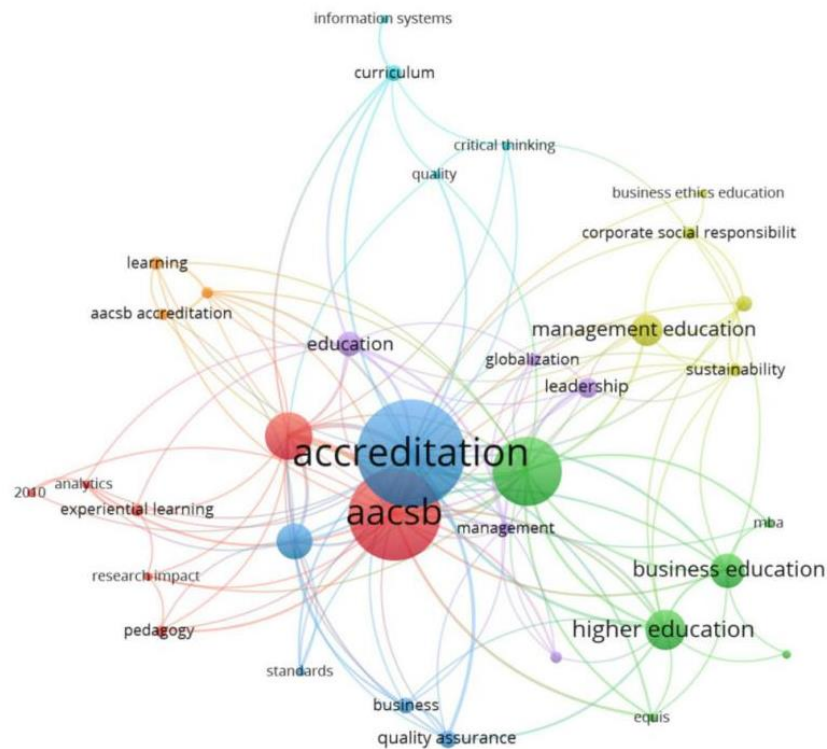 information systems
curriculum
critical thinking
quality
business ethics education
corporate social responsibilit
learning
aacsb accreditation
management education
education
globalization
sustainability
leadership
accreditation
analytics
2010
experiential learning
aacsb
management
mba
business education
research impact
pedagogy
higher education
standards
business
equis
quality assurance